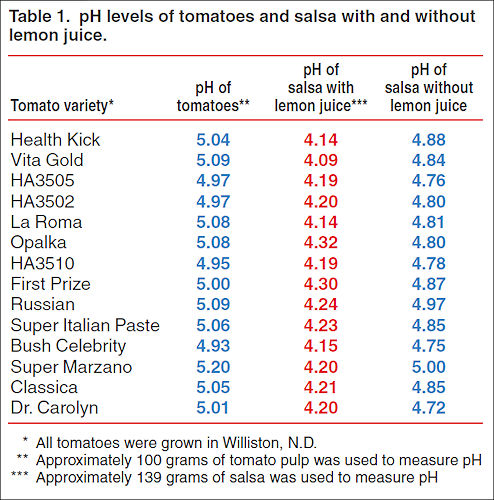 Table 1. pH levels of tomatoes and salsa with and without
lemon juice.
Tomato variety* pH of tomatoes** pH of salsa with lemon juice*** pH of salsa without lemon juice
Health Kick 5.04 4.14 4.88
Vita Gold 5.09 4.09 4.84
HA3505 4.97 4.19 4.76
HA3502 4.97 4.20 4.80
La Roma 5.08 4.14 4.81
Opalka 5.08 4.32 4.80
HA3510 4.95 4.19 4.78
First Prize 5.00 4.30 4.87
Russian 5.09 4.24 4.97
Super Italian Paste 5.06 4.23 4.85
Bush Celebrity 4.93 4.15 4.75
Super Marzano 5.20 4.20 5.00
Classica 5.05 4.21 4.85
Dr. Carolyn 5.01 4.20 4.72
* All tomatoes were grown in Williston, N.D.
** Approximately 100 grams of tomato pulp was used to measure pH
*** Approximately 139 grams of salsa was used to measure pH